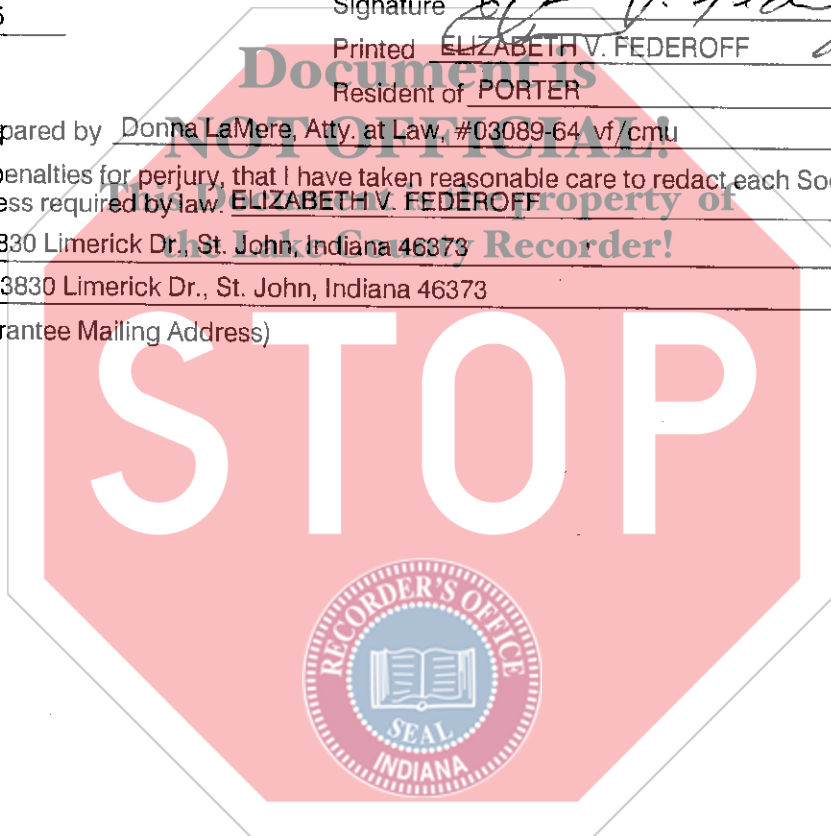 5
Signature
Printed ELIZABETH V. FEDEROFF
Document is
Resident of PORTER
pared by Donna LaMere, Atty. at Law, #03089-64 vf/cmu
NOT OFFICIAL!
penalties for perjury, that I have taken reasonable care to redact each Soc
This Document is the property of
ess required by law. ELIZABETH V. FEDEROFF
the Lake County Recorder!
830 Limerick Dr., St. John, Indiana 46373
3830 Limerick Dr., St. John, Indiana 46373
rantee Mailing Address)
STOP
RECORDER'S OFFICE
SEAL
INDIANA